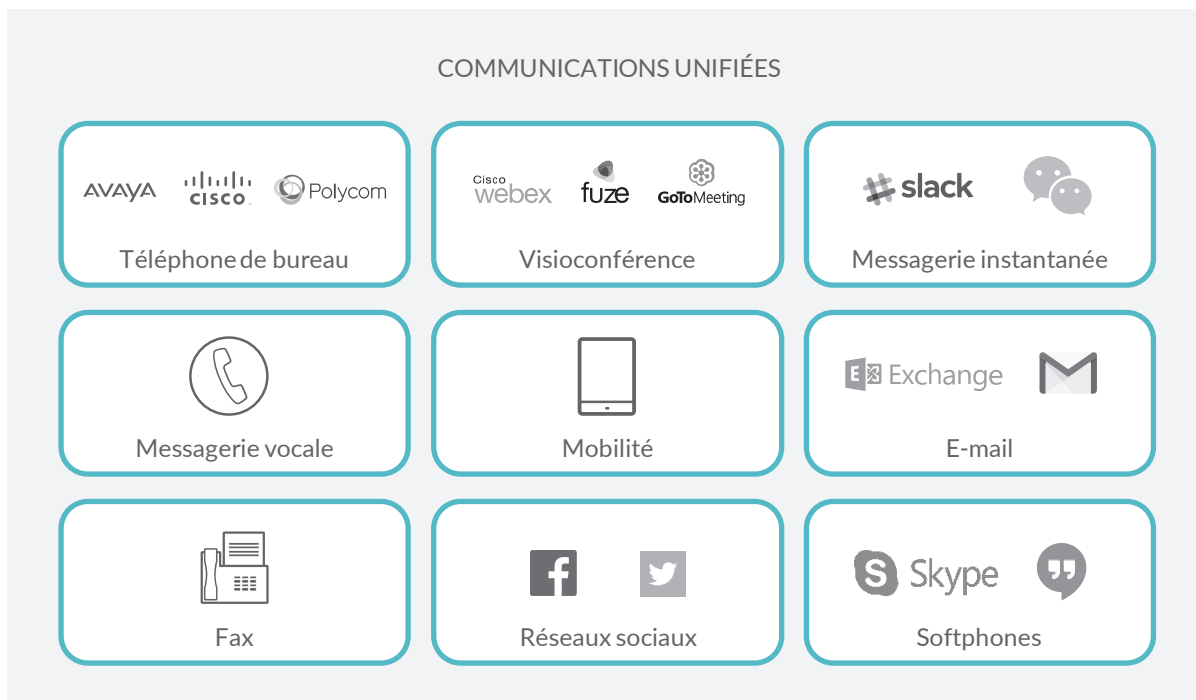 COMMUNICATIONS UNIFIÉES
AVAYA
CISCO
Polycom
Téléphone de bureau
Cisco
webex
fuze
GoToMeeting
Visioconférence
slack
Messagerie instantanée
Messagerie vocale
Mobilité
E Exchange
E-mail
Fax
f
Réseaux sociaux
S Skype
Softphones